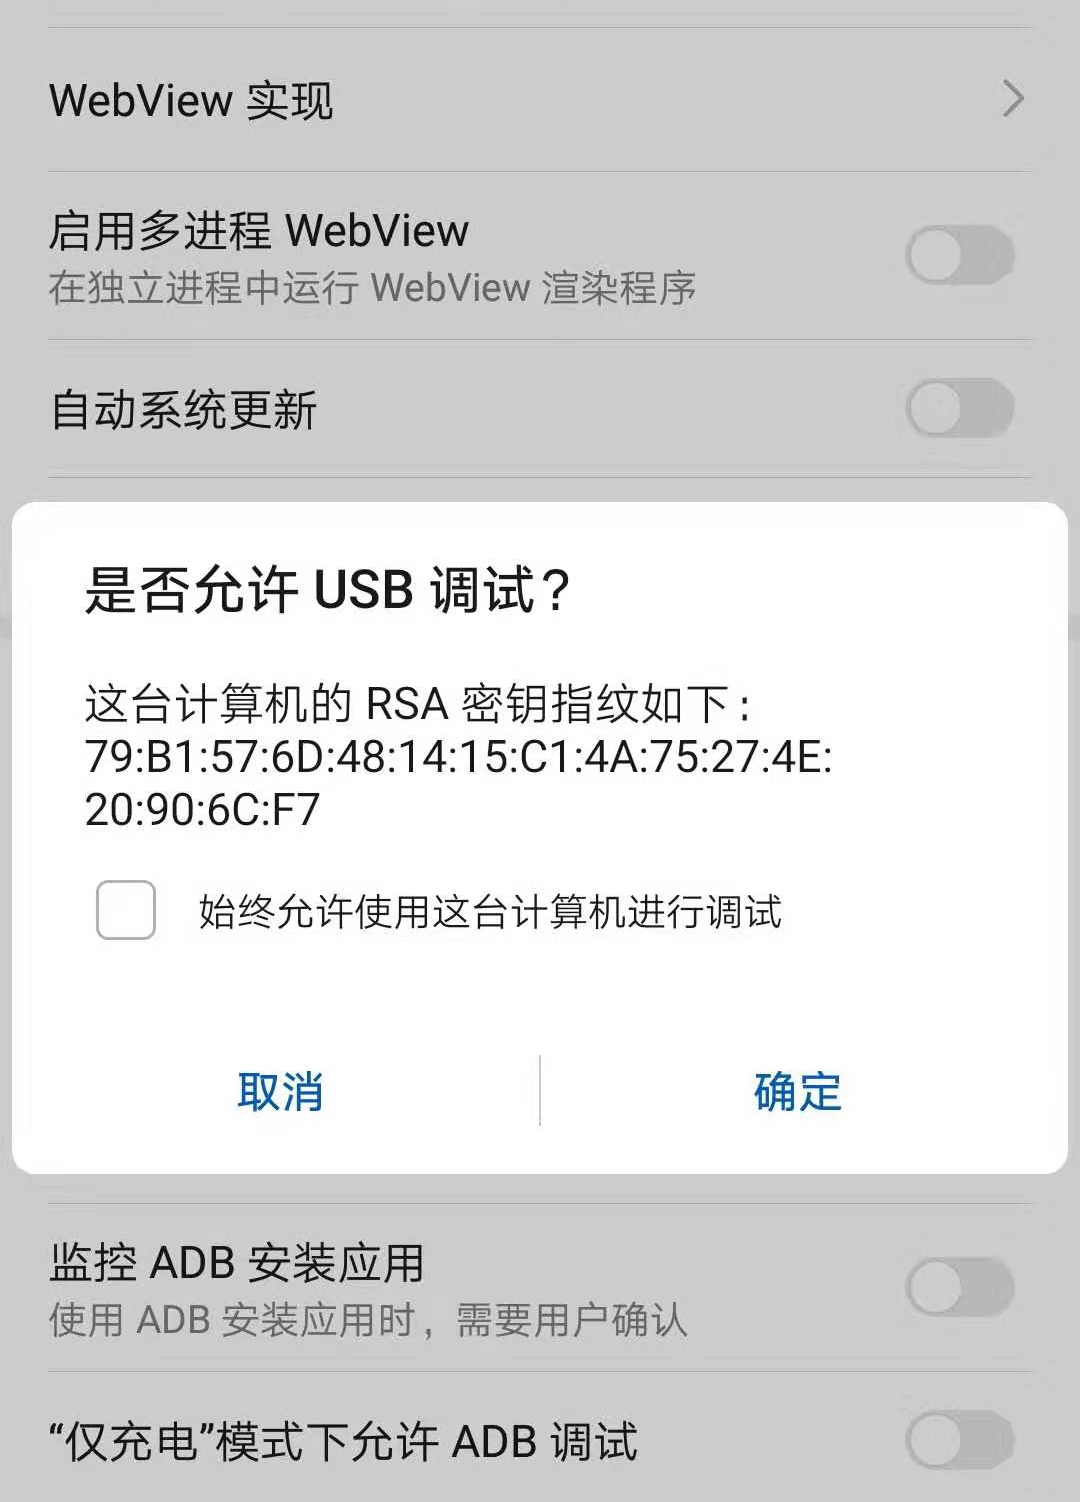 WebView 实现
启用多进程 WebView
在独立进程中运行 WebView 渲染程序
自动系统更新
是否允许 USB 调试？
这台计算机的 RSA 密钥指纹如下：
79:B1:57:6D:48:14:15:C1:4A:75:27:4E:
20:90:6C:F7
始终允许使用这台计算机进行调试
取消
确定
监控 ADB 安装应用
使用 ADB 安装应用时，需要用户确认
“仅充电”模式下允许 ADB 调试